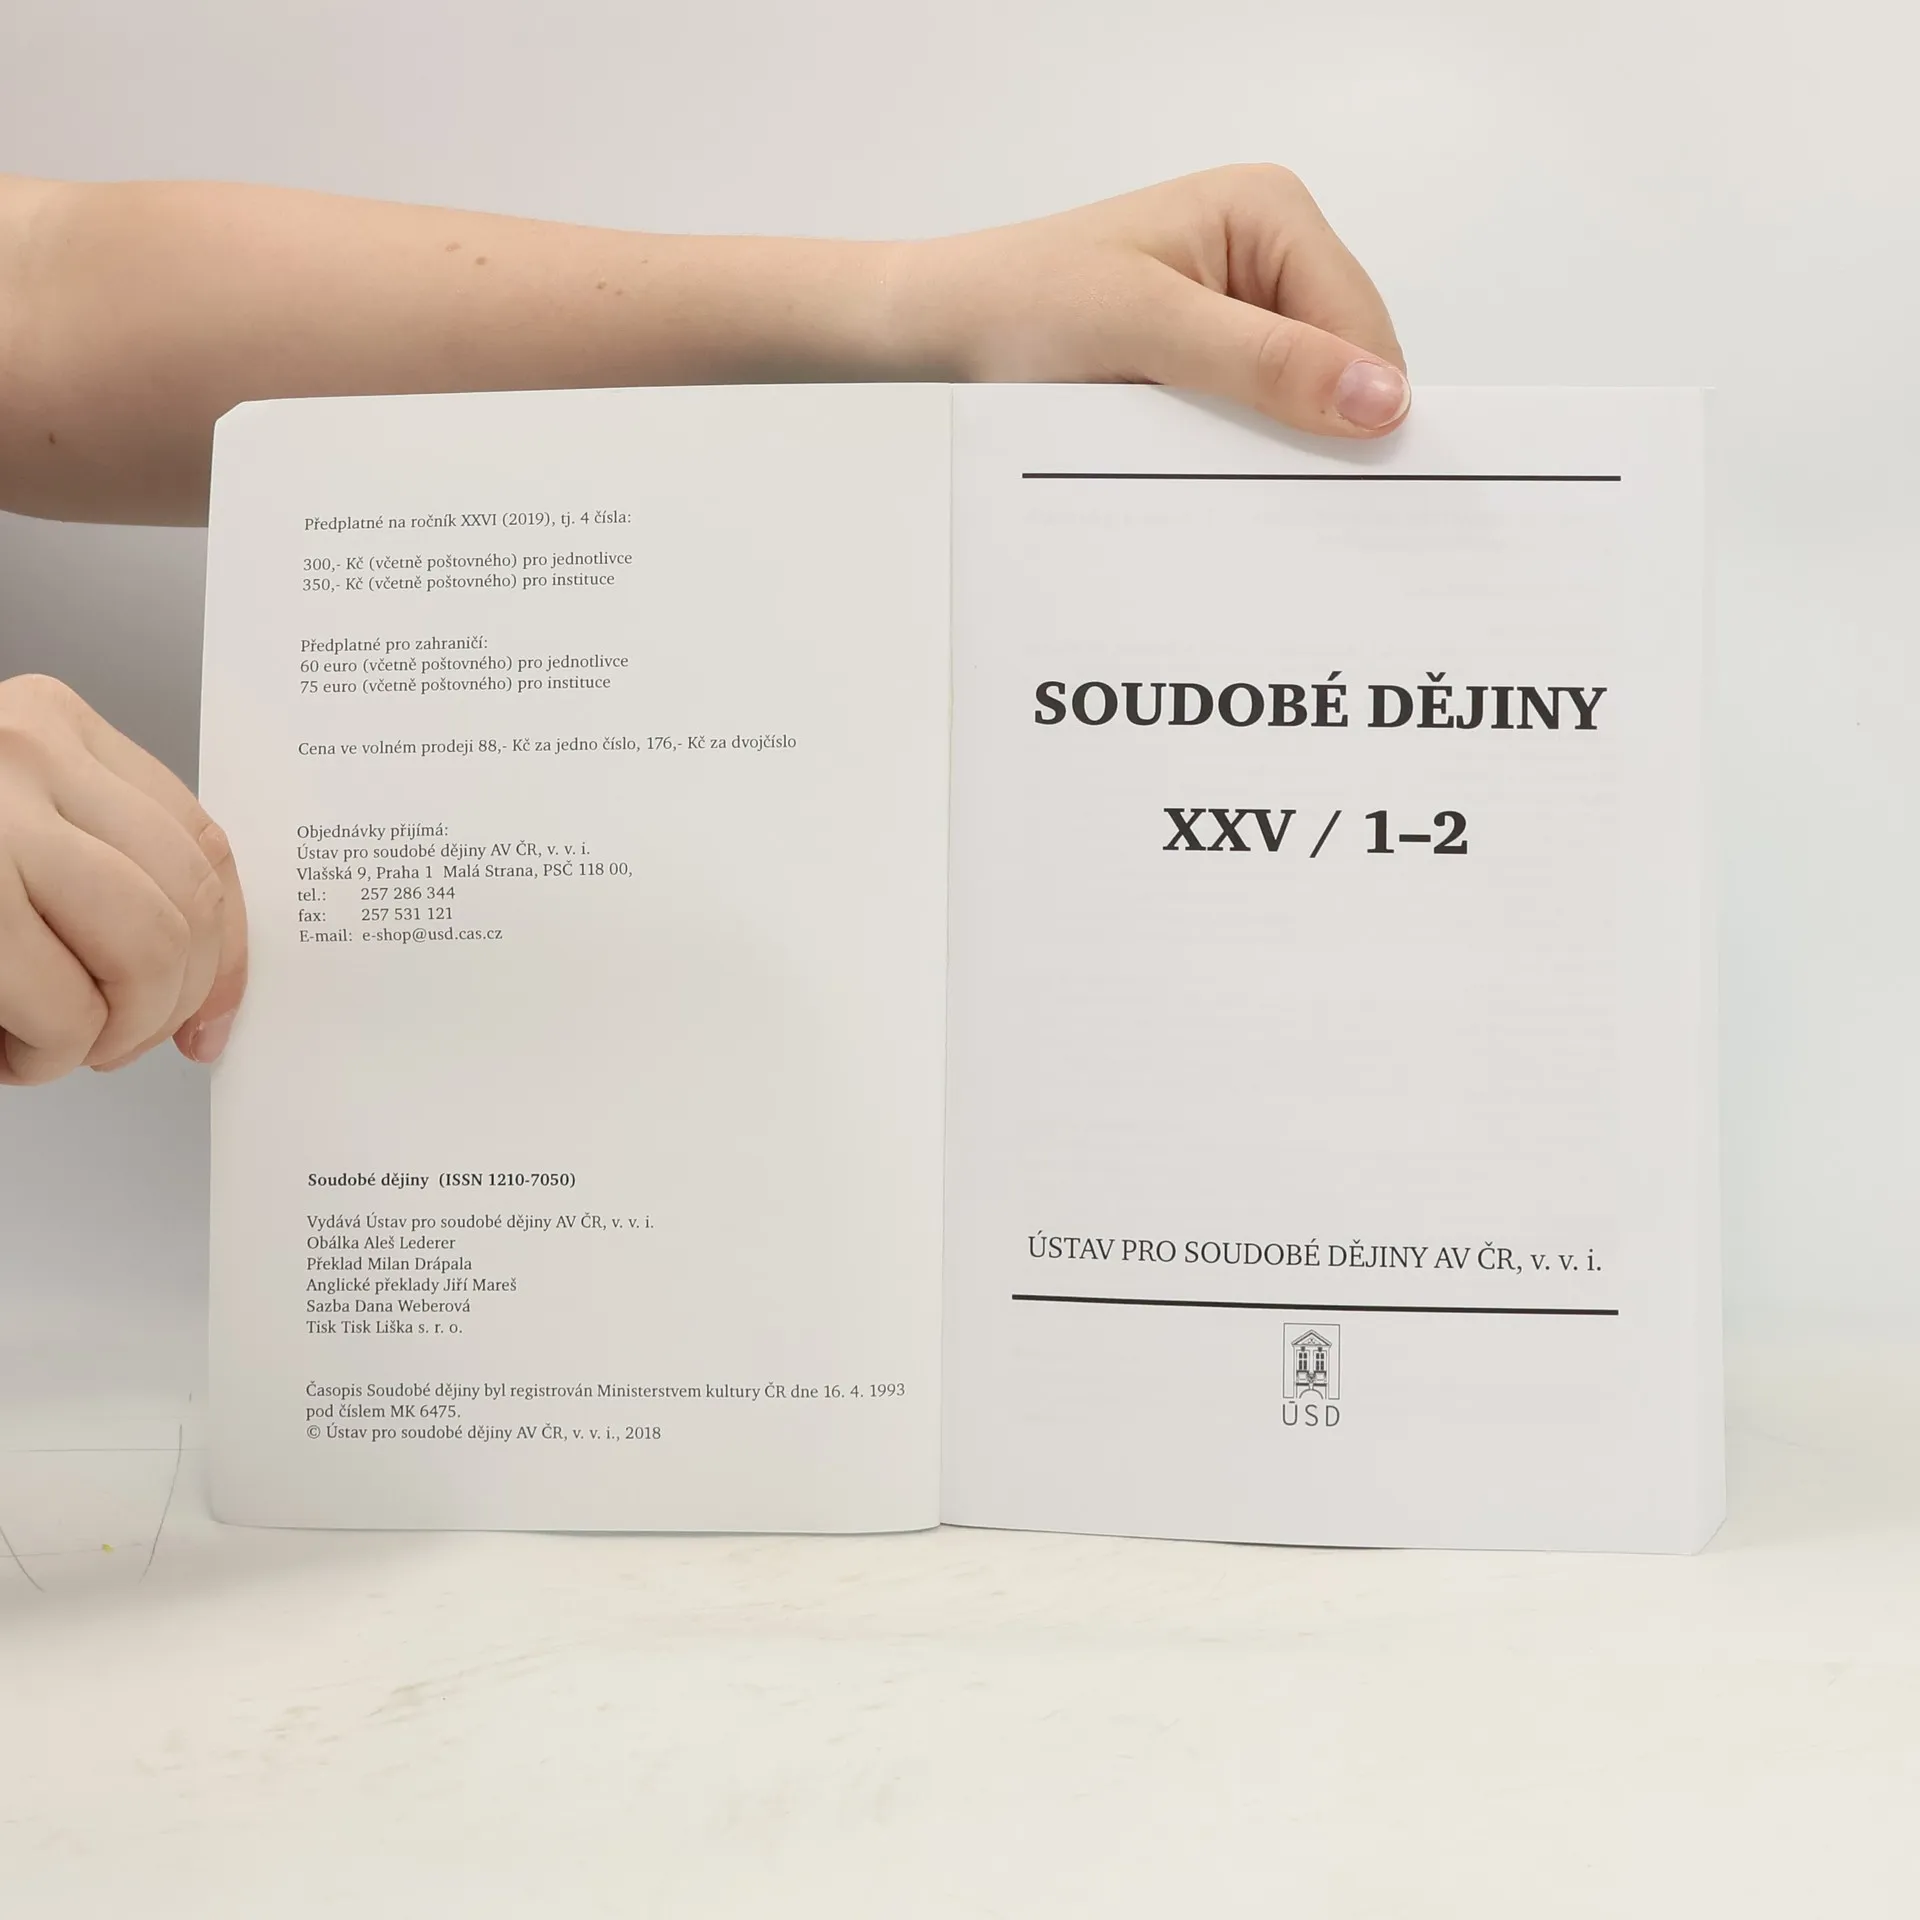 Předplatné na ročník XXVI (2019), tj. 4 čísla:
300,- Kč (včetně poštovného) pro jednotlivce
350,- Kč (včetně poštovného) pro instituce
Předplatné pro zahraničí:
60 euro (včetně poštovného) pro jednotlivce
75 euro (včetně poštovného) pro instituce
Cena ve volném prodeji 88,- Kč za jedno číslo, 176,- Kč za dvojčíslo
Objednávky přijímá:
Ústav pro soudobé dějiny AV ČR, v. v. i.
Vlašská 9, Praha 1 Malá Strana, PSČ 118 00,
tel.: 257 286 344
fax: 257 531 121
E-mail: e-shop@usd.cas.cz
Soudobé dějiny (ISSN 1210-7050)
Vydává Ústav pro soudobé dějiny AV ČR, v. v. i.
Obálka Aleš Lederer
Překlad Milan Drápala
Anglické překlady Jiří Mareš
Sazba Dana Weberová
Tisk Tisk Liška s. r. o.
Časopis Soudobé dějiny byl registrován Ministerstvem kultury ČR dne 16. 4. 1993
pod číslem MK 6475.
© Ústav pro soudobé dějiny AV ČR, v. v. i., 2018
SOUDOBÉ DĚJINY
XXV / 1–2
ÚSTAV PRO SOUDOBÉ DĚJINY AV ČR, v. v. i.
ÚSD